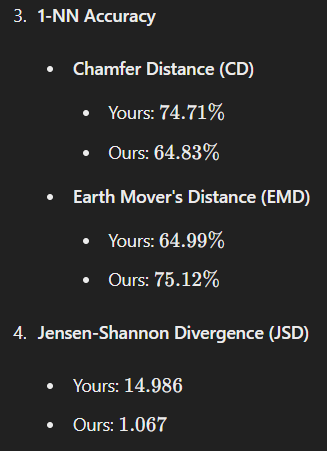 3. 1-NN Accuracy
• Chamfer Distance (CD)
• Yours: 74.71%
• Ours: 64.83%
• Earth Mover's Distance (EMD)
• Yours: 64.99%
• Ours: 75.12%
4. Jensen-Shannon Divergence (JSD)
• Yours: 14.986
• Ours: 1.067